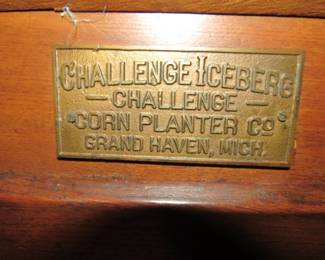 CHALLENGE ICEBERG
— CHALLENGE —
CORN PLANTER CO
GRAND HAVEN, MICH.